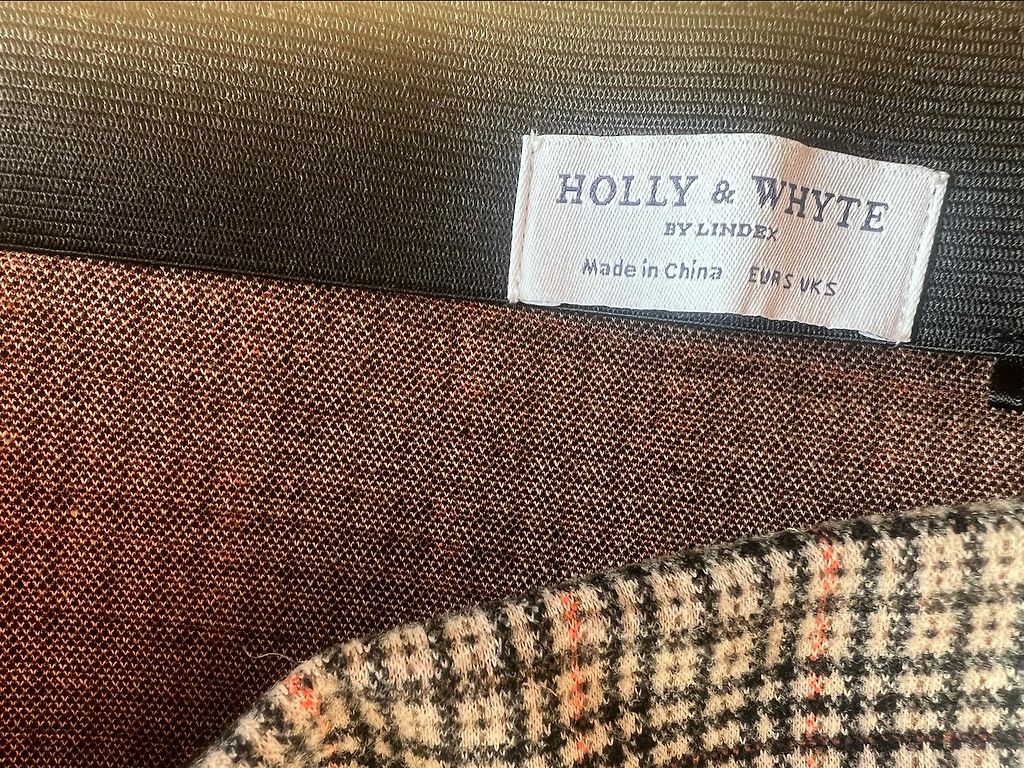 HOLLY & WHYTE
BY LINDEX
Made in China EUR S UK S